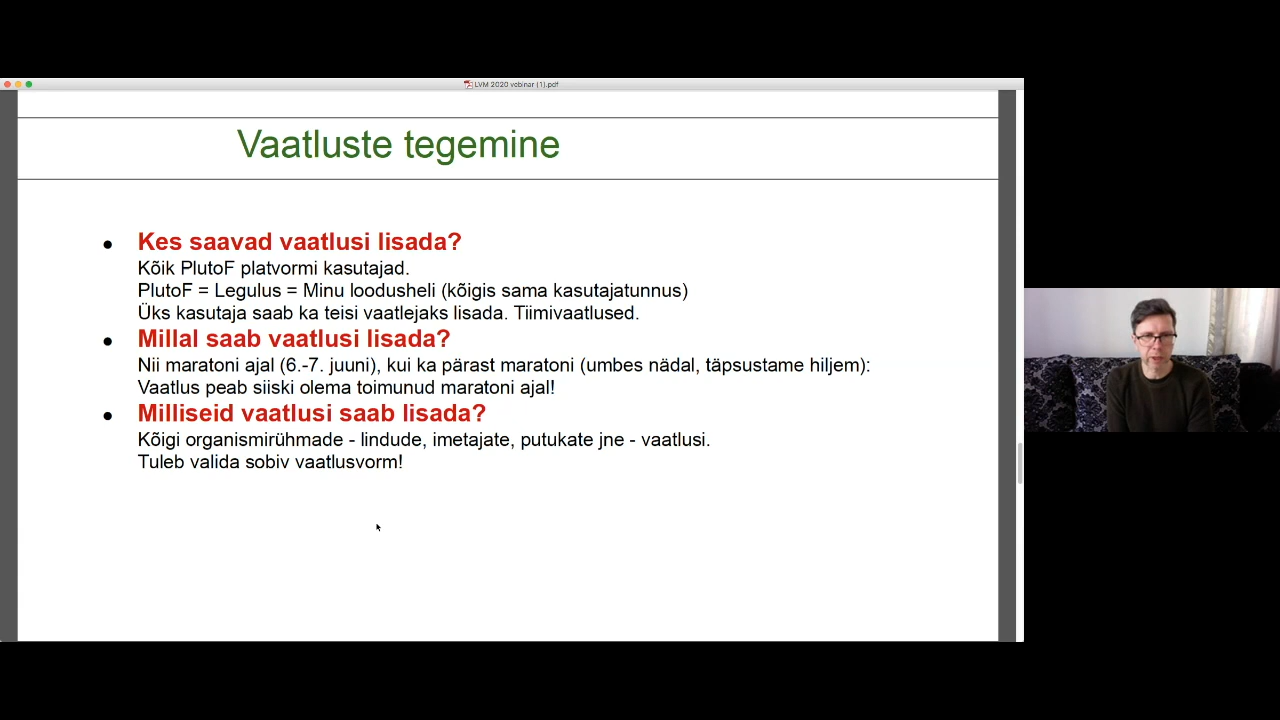 LVM 2020 vebinar (1).pdf
Vaatluste tegemine
Kes saavad vaatlusi lisada?
Kõik PlutoF platvormi kasutajad.
PlutoF = Legulus = Minu loodusheli (kõigis sama kasutajatunnus)
Üks kasutaja saab ka teisi vaatlejaks lisada. Tiimivaatlused.
Millal saab vaatlusi lisada?
Nii maratoni ajal (6.-7. juuni), kui ka pärast maratoni (umbes nädal, täpsustame hiljem):
Vaatlus peab siiski olema toimunud maratoni ajal!
Milliseid vaatlusi saab lisada?
Kõigi organismirühmade - lindude, imetajate, putukate jne - vaatlusi.
Tuleb valida sobiv vaatlusvorm!